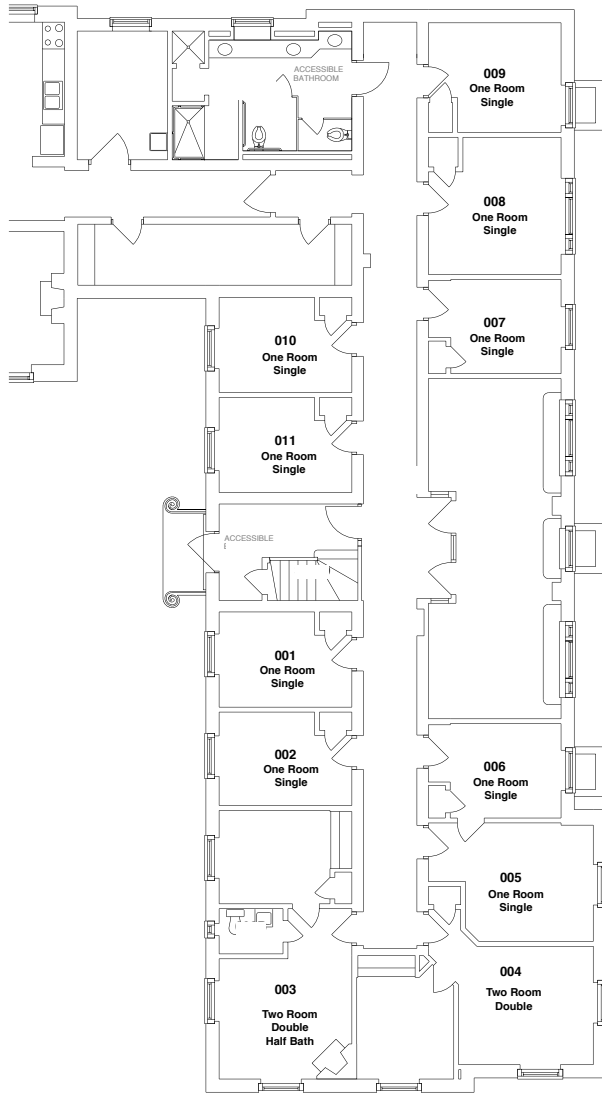 ACCESSIBLE
BATHROOM
009
One Room
Single
008
One Room
Single
007
One Room
Single
010
One Room
Single
011
One Room
Single
ACCESSIBLE
001
One Room
Single
002
One Room
Single
006
One Room
Single
005
One Room
Single
004
Two Room
Double
003
Two Room
Double
Half Bath